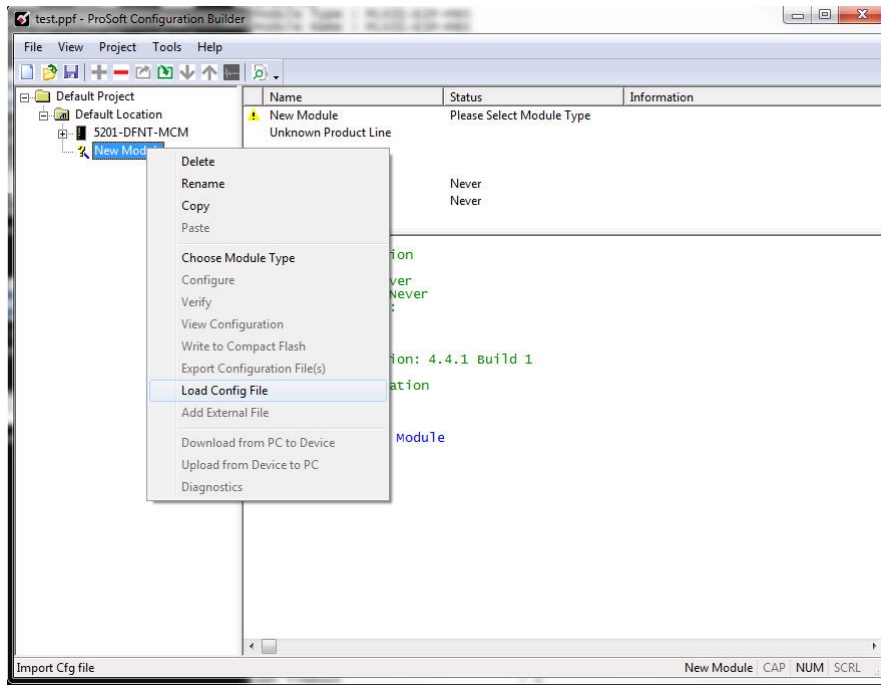 test.ppf - ProSoft Configuration Builder
File View Project Tools Help
Default Project
Default Location
5201-DFNT-MCM
New Mod
Name Status Information
New Module Please Select Module Type
Unknown Product Line
Never
Never
Delete
Rename
Copy
Paste
Choose Module Type
Configure
Verify
View Configuration
Write to Compact Flash
Export Configuration File(s)
Load Config File
Add External File
Download from PC to Device
Upload from Device to PC
Diagnostics
ion
ver
Never
:
ion: 4.4.1 Build 1
ation
Module
Import Cfg file
New Module CAP NUM SCRL